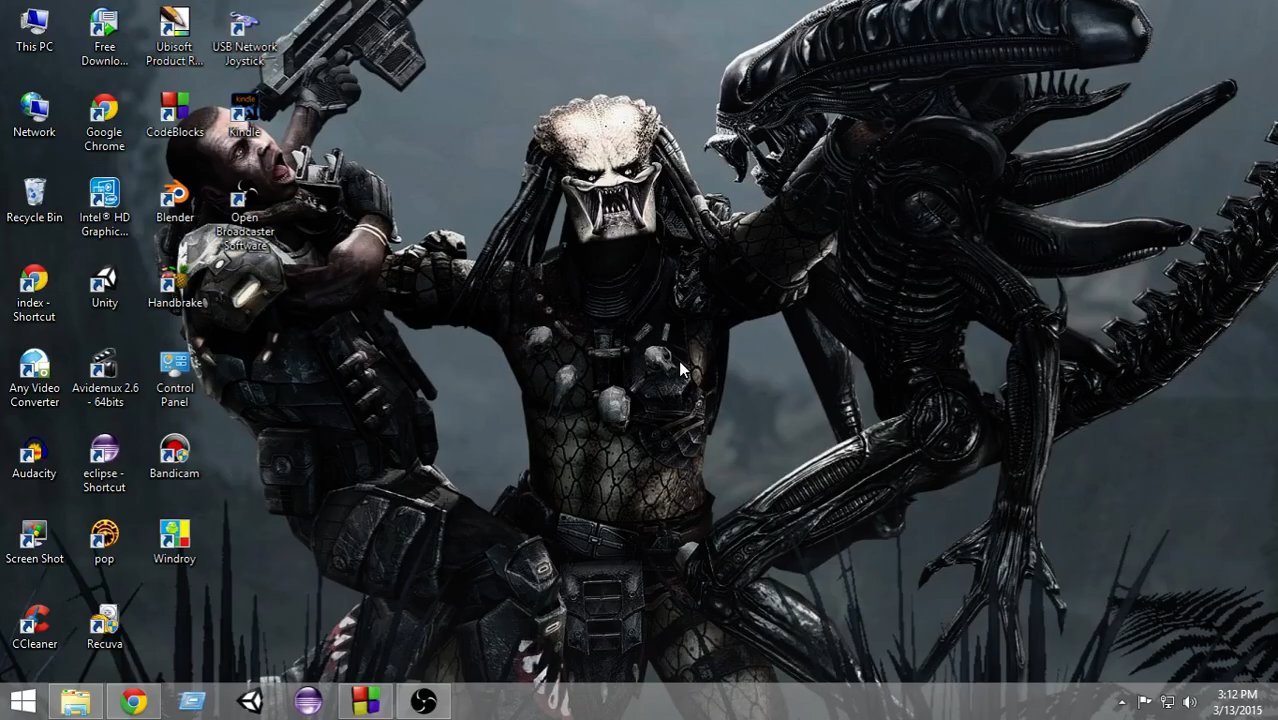 This PC
Free
Downlo...
Ubisoft
Product R...
USB Network
Joystick
Network
Google
Chrome
CodeBlocks
kindle
Kindle
Recycle Bin
Intel® HD
Graphic...
Blender
Open
Broadcaster
Software
index -
Shortcut
Unity
Handbrake
Any Video
Converter
Avidemux 2.6
- 64bits
Control
Panel
Audacity
eclipse -
Shortcut
Bandicam
Screen Shot
pop
Windroy
CCleaner
Recuva
3:12 PM
3/13/2015